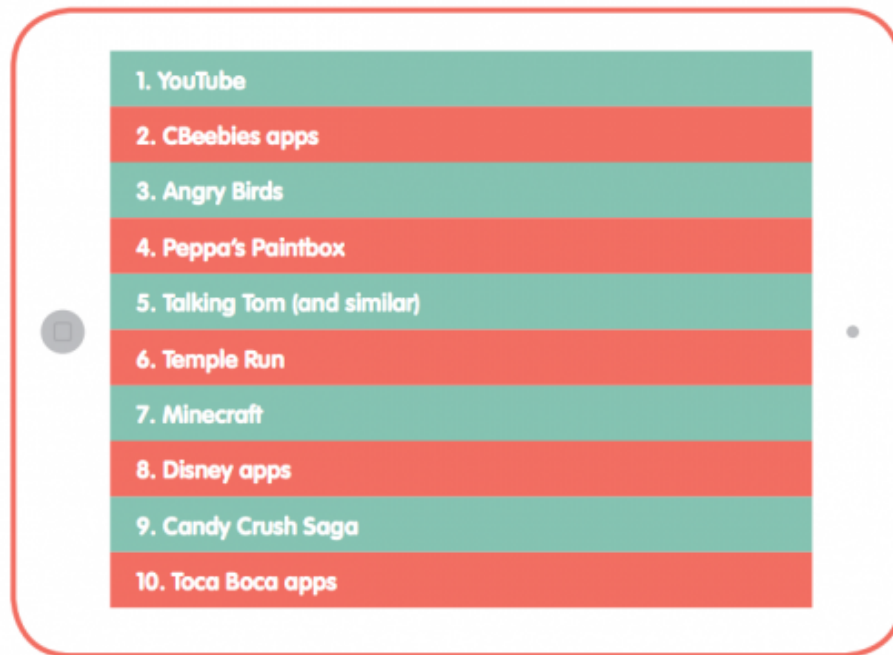 1. YouTube
2. CBeebies apps
3. Angry Birds
4. Peppa's Paintbox
5. Talking Tom (and similar)
6. Temple Run
7. Minecraft
8. Disney apps
9. Candy Crush Saga
10. Toca Boca apps